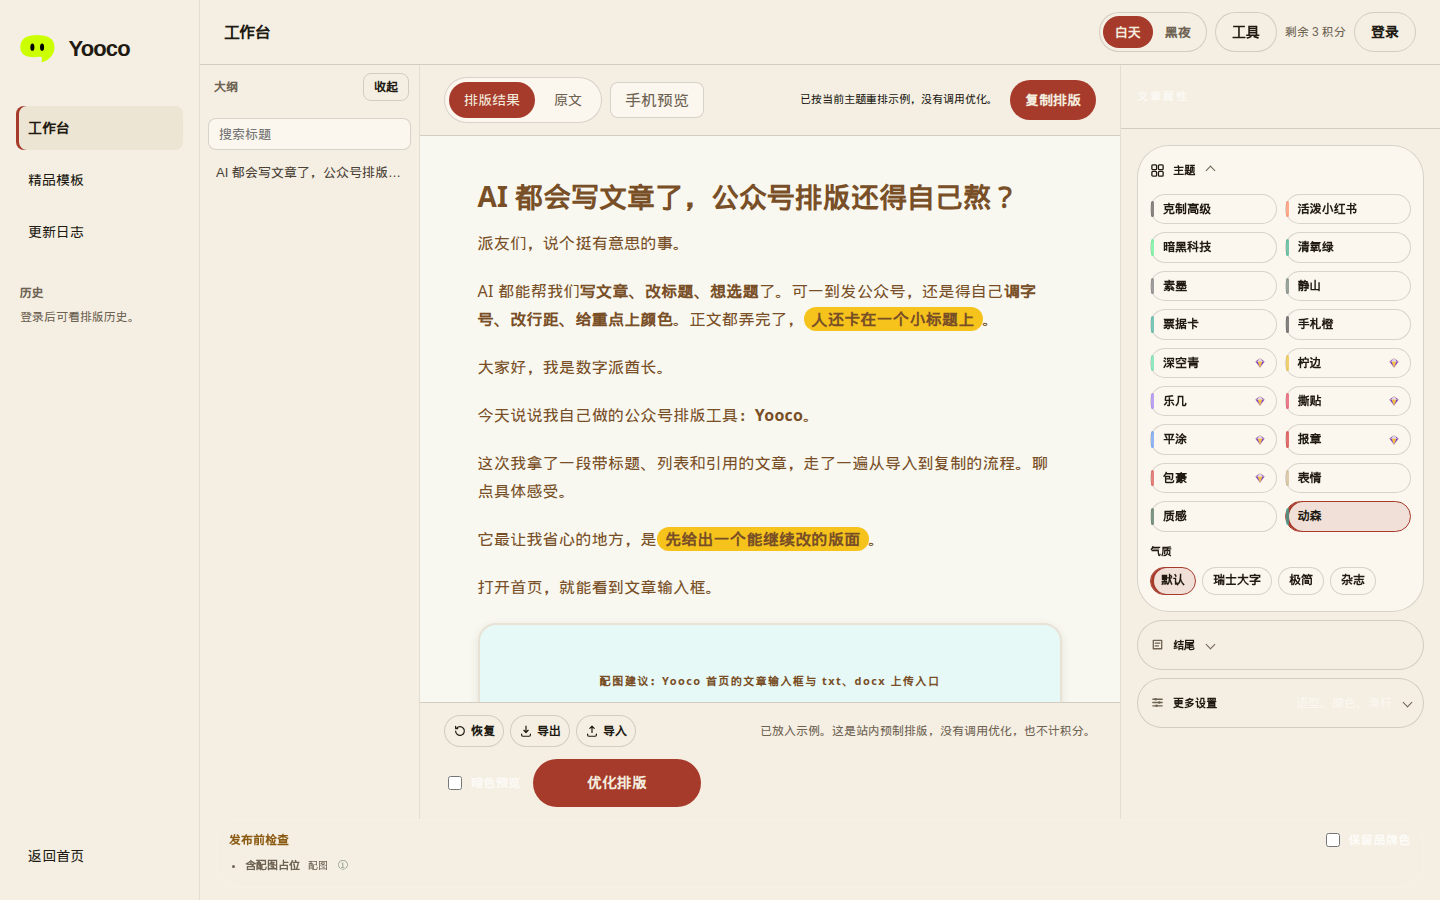 Yooco
工作台
精品模板
更新日志
历史
登录后可看排版历史。
返回首页
工作台
白天
黑夜
工具
剩余 3 积分
登录
大纲
收起
搜索标题
AI 都会写文章了，公众号排版...
排版结果
原文
手机预览
已按当前主题重排示例，没有调用优化。
复制排版
AI 都会写文章了，公众号排版还得自己熬？
派友们，说个挺有意思的事。
AI 都能帮我们写文章、改标题、想选题了。可一到发公众号，还是得自己调字
号、改行距、给重点上颜色。正文都弄完了，人还卡在一个小标题上。
大家好，我是数字派酋长。
今天说说我自己做的公众号排版工具：Yooco。
这次我拿了一段带标题、列表和引用的文章，走了一遍从导入到复制的流程。聊
点具体感受。
它最让我省心的地方，是先给出一个能继续改的版面。
打开首页，就能看到文章输入框。
配图建议：Yooco 首页的文章输入框与 txt、docx 上传入口
恢复
导出
导入
已放入示例。这是站内预制排版，没有调用优化，也不计积分。
暗色预览
优化排版
发布前检查
• 含配图占位 配图
保留品牌色
文章属性
主题
克制高级
活泼小红书
暗黑科技
清氧绿
素墨
静山
票据卡
手札橙
深空青
柠边
乐几
撕贴
平涂
报章
包豪
表情
质感
动森
气质
默认
瑞士大字
极简
杂志
结尾
更多设置